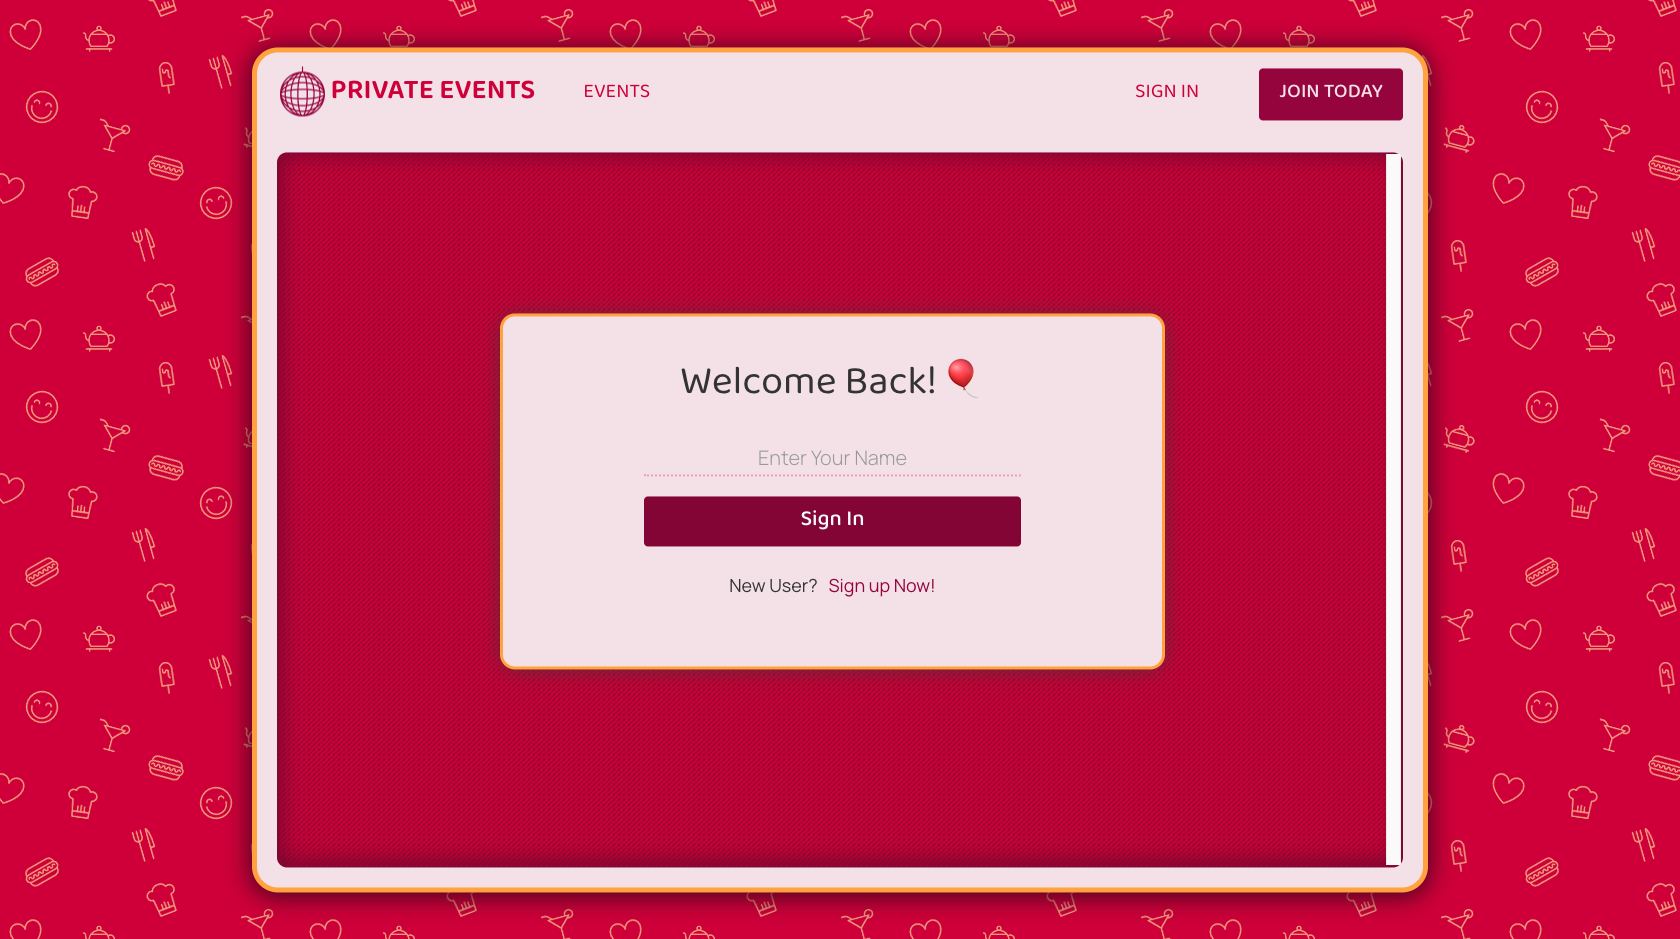 PRIVATE EVENTS
EVENTS
SIGN IN
JOIN TODAY
Welcome Back! 🎈
Enter Your Name
Sign In
New User? Sign up Now!